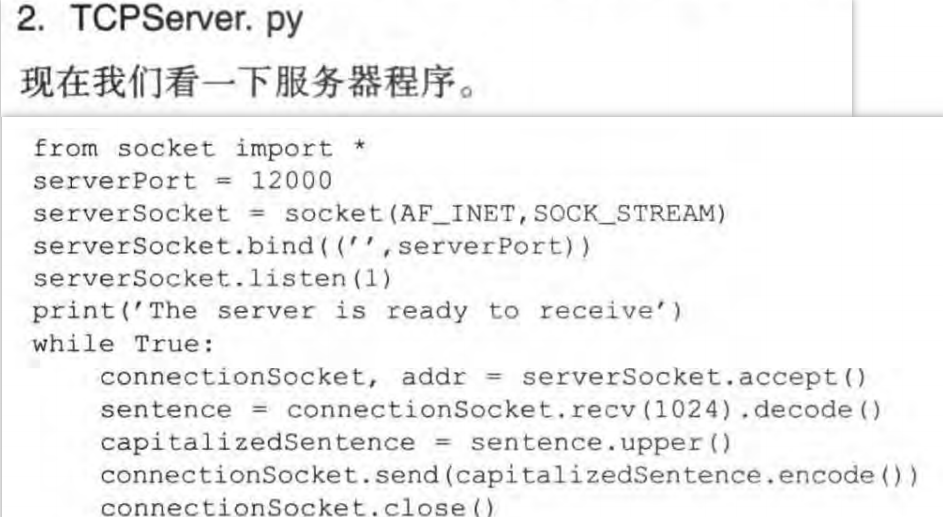 2. TCPServer. py
现在我们看一下服务器程序。
from socket import *
serverPort = 12000
serverSocket = socket(AF_INET,SOCK_STREAM)
serverSocket.bind(('',serverPort))
serverSocket.listen(1)
print('The server is ready to receive')
while True:
    connectionSocket, addr = serverSocket.accept()
    sentence = connectionSocket.recv(1024).decode()
    capitalizedSentence = sentence.upper()
    connectionSocket.send(capitalizedSentence.encode())
    connectionSocket.close()